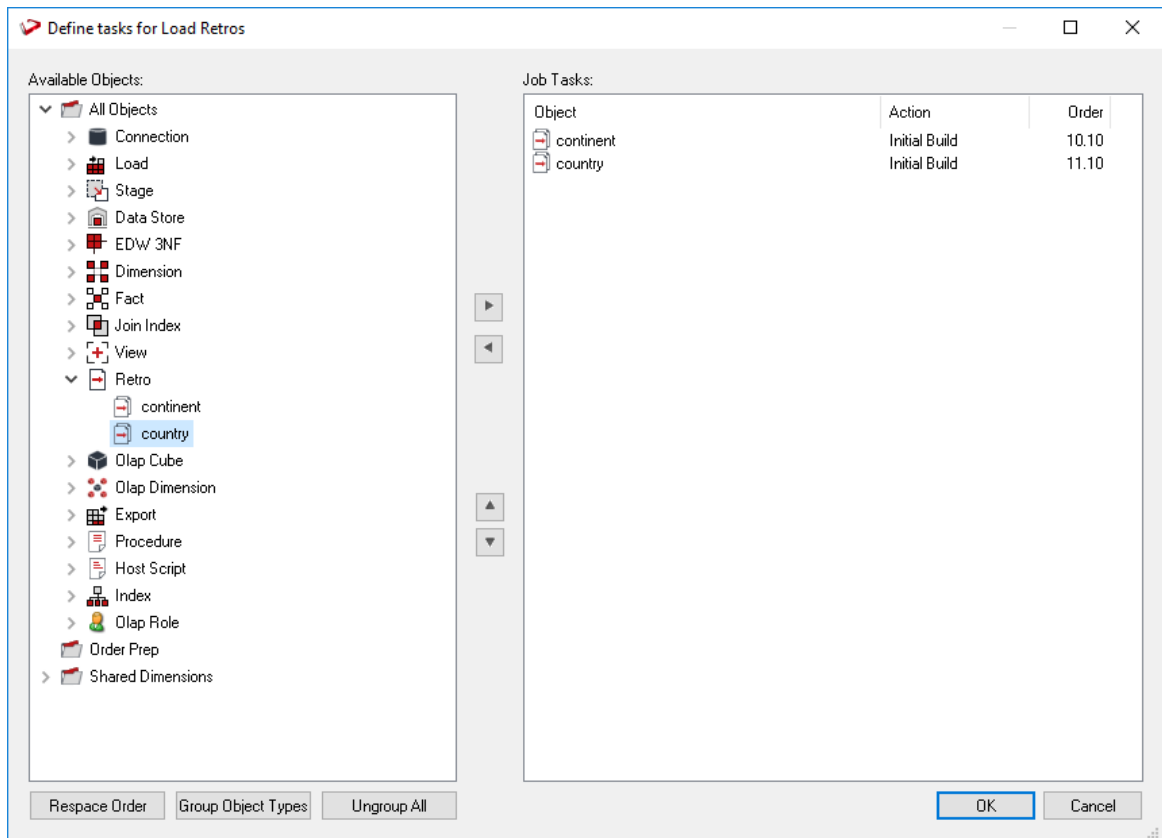 Define tasks for Load Retros
Available Objects:
All Objects
Connection
Load
Stage
Data Store
EDW 3NF
Dimension
Fact
Join Index
View
Retro
continent
country
Olap Cube
Olap Dimension
Export
Procedure
Host Script
Index
Olap Role
Order Prep
Shared Dimensions
Job Tasks:
Object Action Order
continent Initial Build 10.10
country Initial Build 11.10
Respace Order Group Object Types Ungroup All OK Cancel